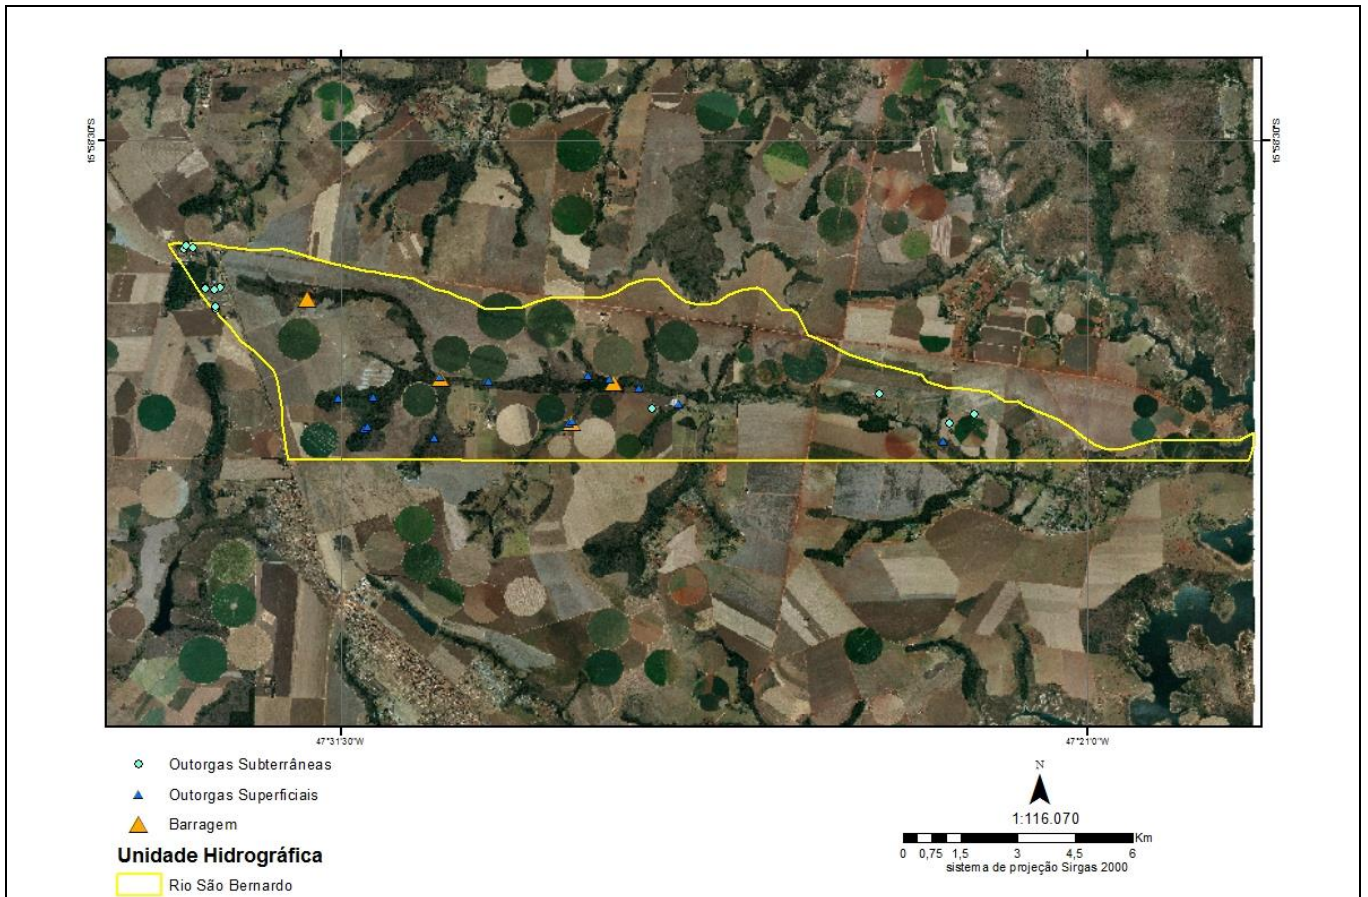 15°58'30"S
15°58'30"S
47°31'30"W
47°21'0"W
Outorgas Subterrâneas
Outorgas Superficiais
Barragem
Unidade Hidrográfica
Rio São Bernardo
N
1:116.070
Km
0 0,75 1,5 3 4,5 6
sistema de projeção Sirgas 2000